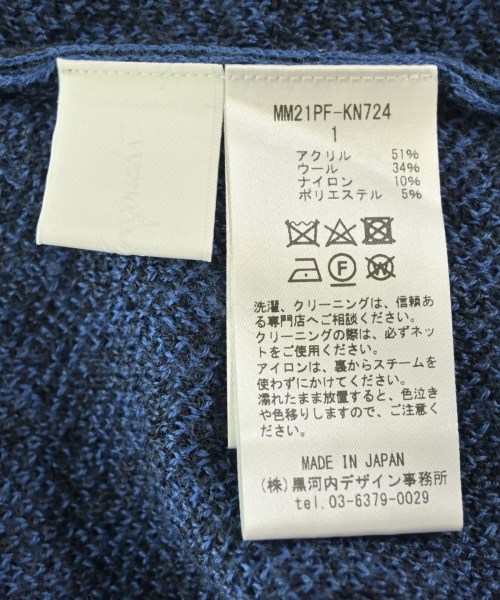 MM21PF-KN724
1
アクリル 51%
ウール 34%
ナイロン 10%
ポリエステル 5%
F
W
洗濯、クリーニングは、信頼あ
る専門店へご相談ください。
クリーニングの際は、必ずネッ
トをご使用ください。
アイロンは、裏からスチームを
使わずにかけてください。
濡れたまま放置すると、色泣き
や色移りしますので、ご注意く
ださい。
MADE IN JAPAN
(株)黒河内デザイン事務所
tel.03-6379-0029